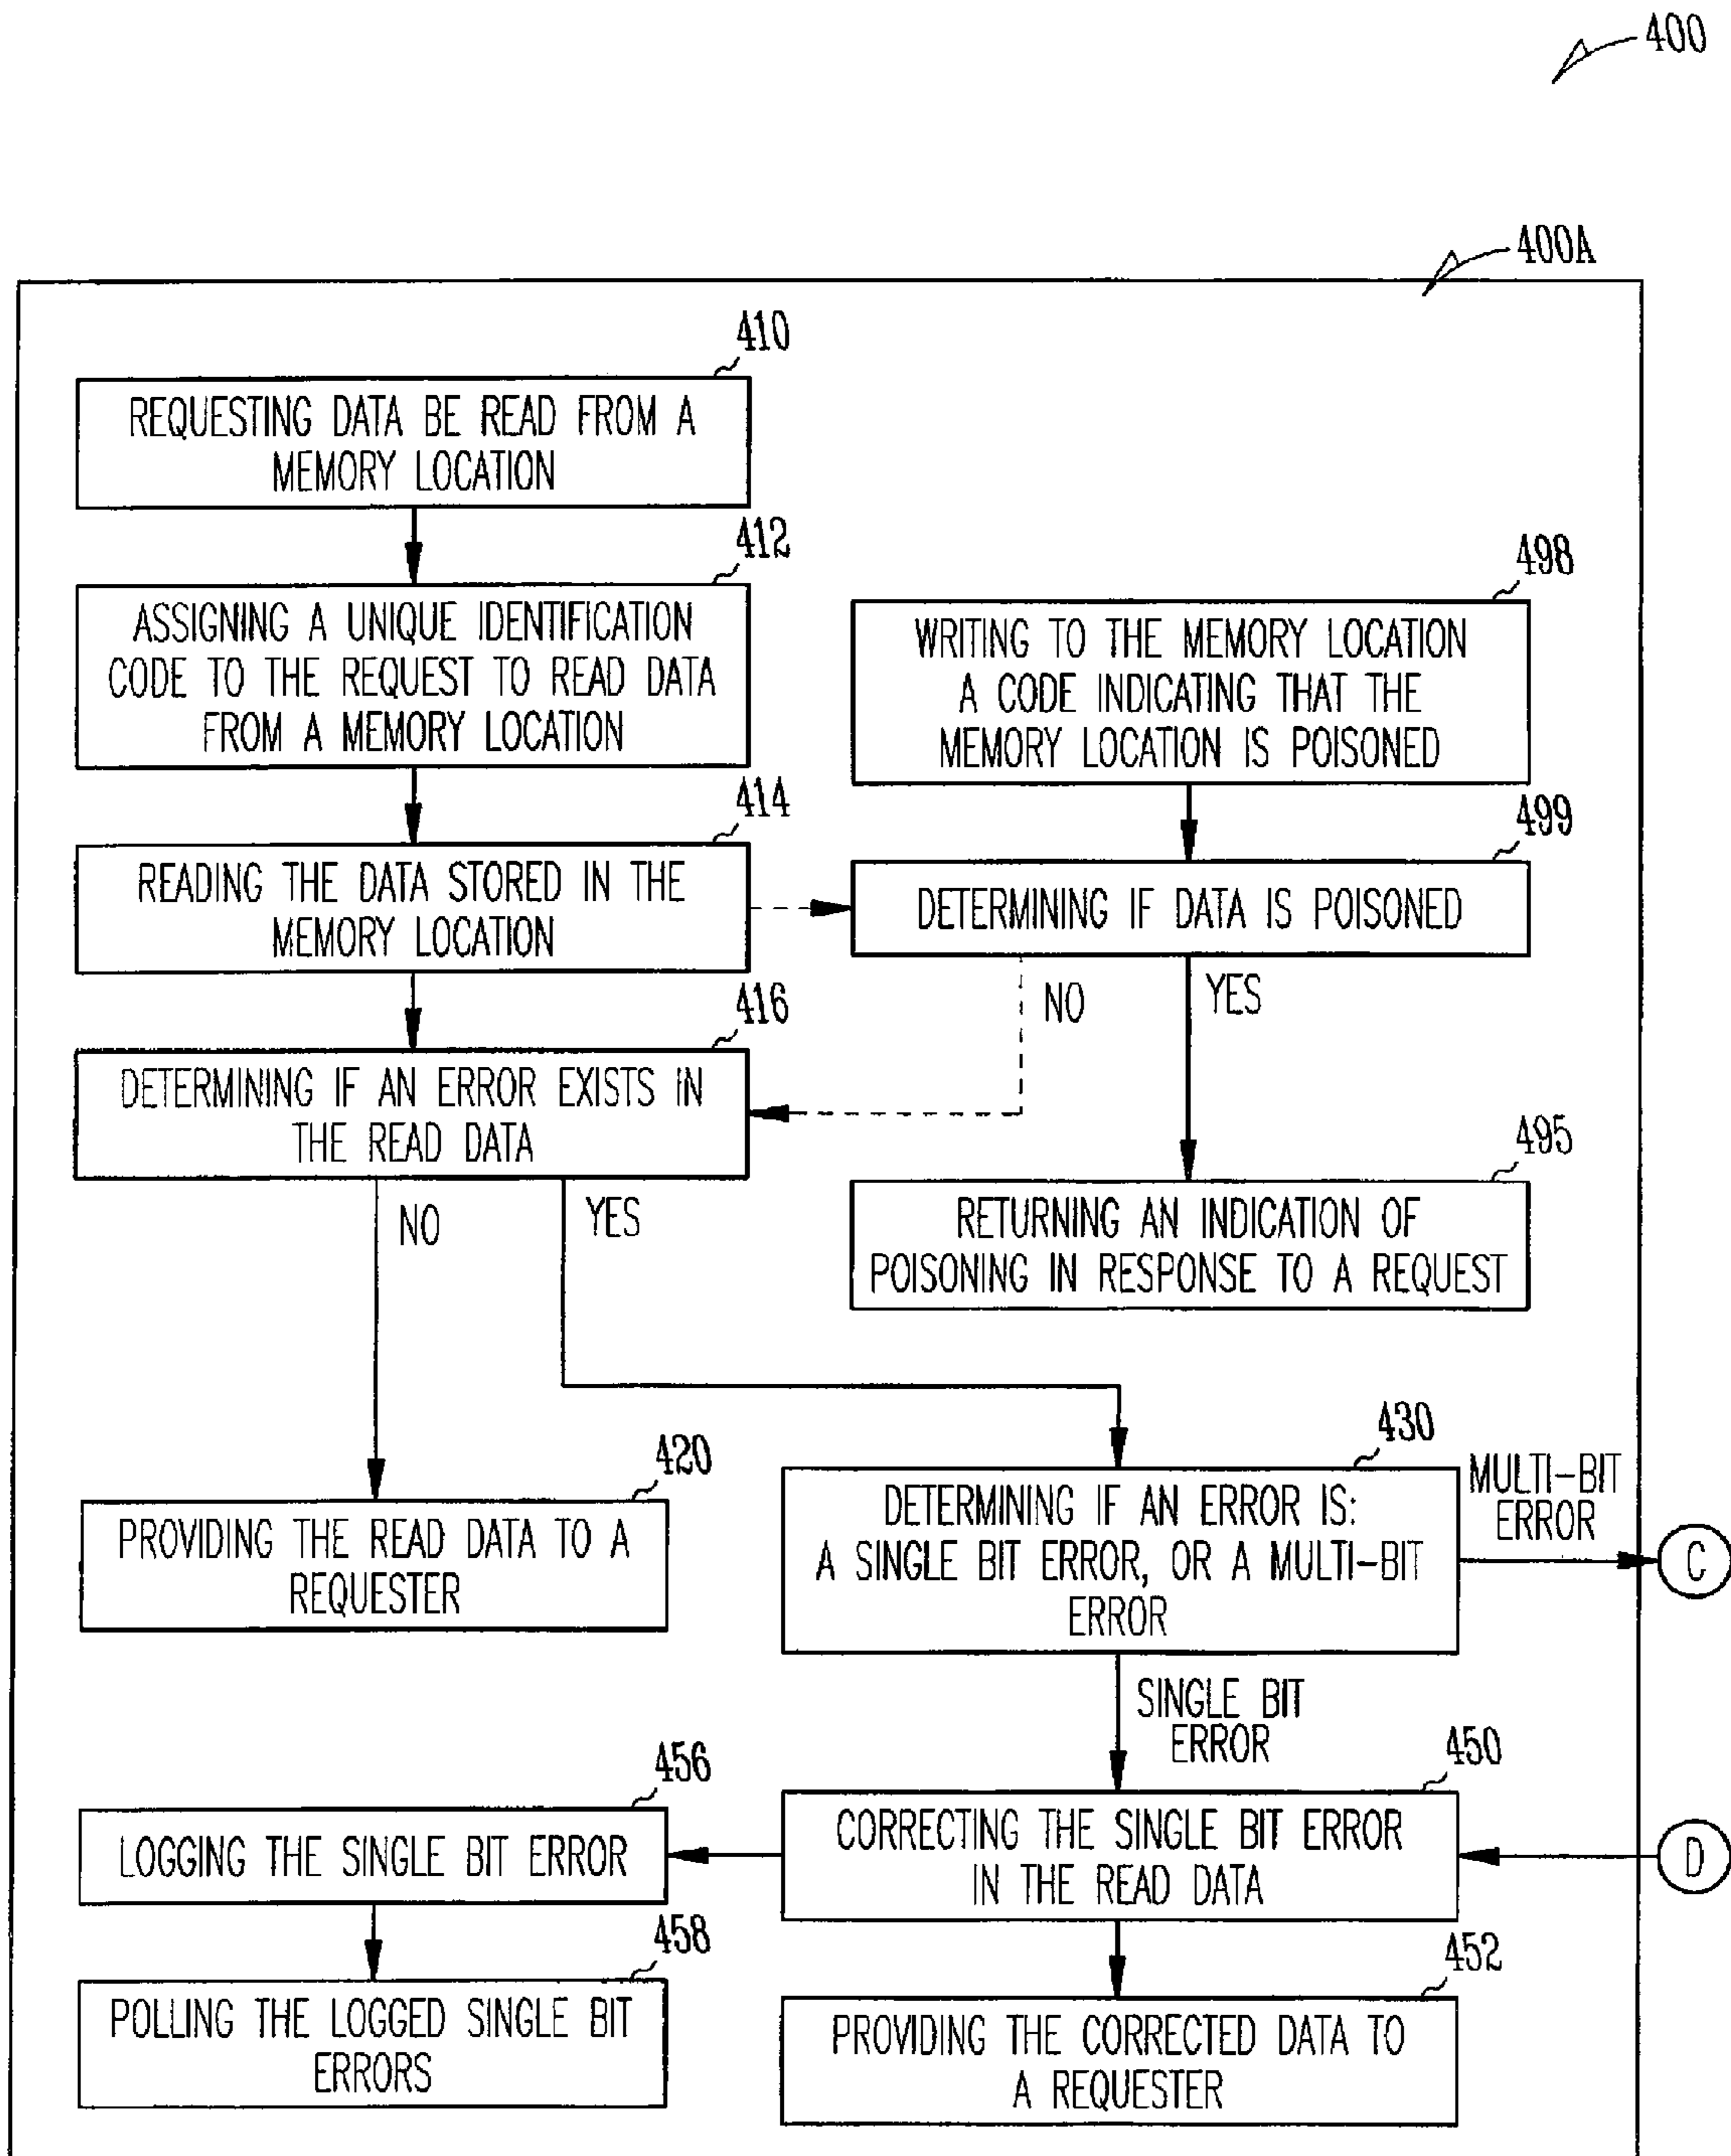 400
400A
410
REQUESTING DATA BE READ FROM A
MEMORY LOCATION
412
ASSIGNING A UNIQUE IDENTIFICATION
CODE TO THE REQUEST TO READ DATA
FROM A MEMORY LOCATION
498
WRITING TO THE MEMORY LOCATION
A CODE INDICATING THAT THE
MEMORY LOCATION IS POISONED
414
READING THE DATA STORED IN THE
MEMORY LOCATION
499
DETERMINING IF DATA IS POISONED
NO
YES
416
DETERMINING IF AN ERROR EXISTS IN
THE READ DATA
NO
YES
495
RETURNING AN INDICATION OF
POISONING IN RESPONSE TO A REQUEST
420
PROVIDING THE READ DATA TO A
REQUESTER
430
DETERMINING IF AN ERROR IS:
A SINGLE BIT ERROR, OR A MULTI-BIT
ERROR
MULTI-BIT
ERROR
C
SINGLE BIT
ERROR
456
LOGGING THE SINGLE BIT ERROR
450
CORRECTING THE SINGLE BIT ERROR
IN THE READ DATA
D
458
POLLING THE LOGGED SINGLE BIT
ERRORS
452
PROVIDING THE CORRECTED DATA TO
A REQUESTER